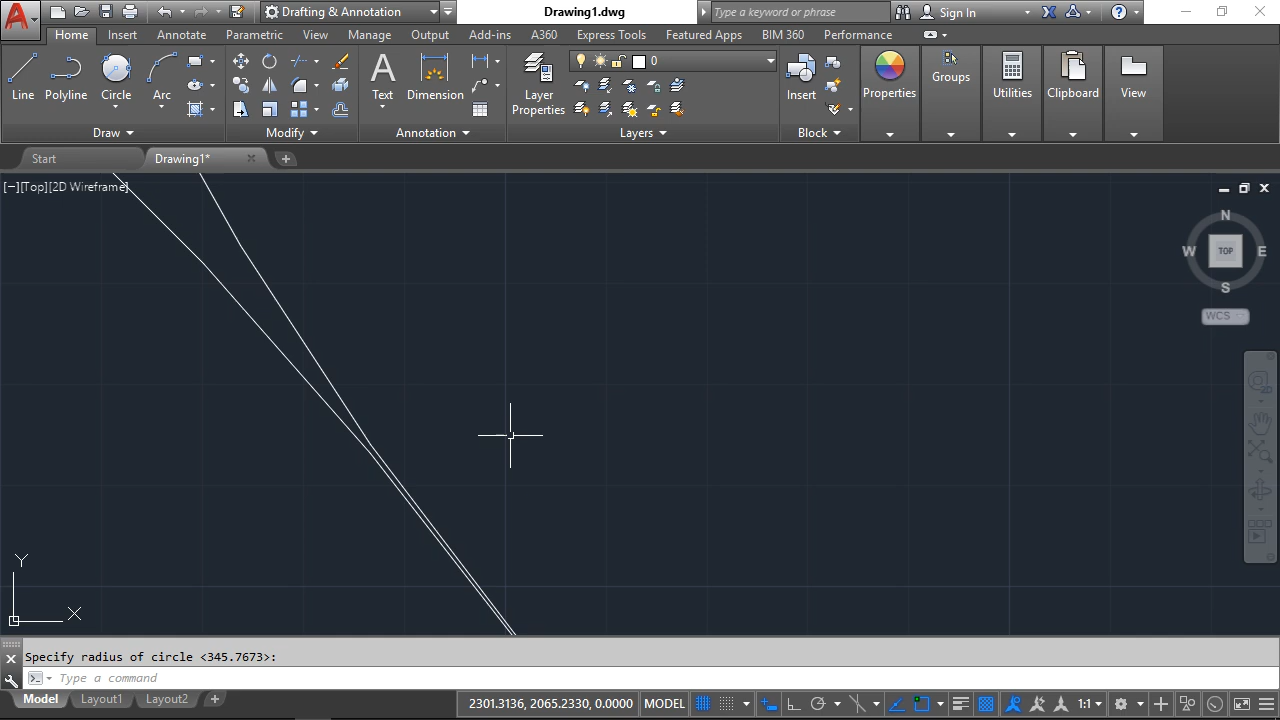 Drafting & Annotation
Drawing1.dwg
Type a keyword or phrase
Sign In
Home Insert Annotate Parametric View Manage Output Add-ins A360 Express Tools Featured Apps BIM 360 Performance
Line Polyline Circle Arc
Draw
Modify
A
Text Dimension
Annotation
Layer
Properties
0
Layers
Insert
Block
Properties
Groups
Utilities
Clipboard
View
Start
Drawing1*
[−][Top][2D Wireframe]
N
W TOP E
S
WCS
2D
Y
X
Specify radius of circle <345.7673>:
Type a command
Model Layout1 Layout2
2301.3136, 2065.2330, 0.0000 MODEL
1:1